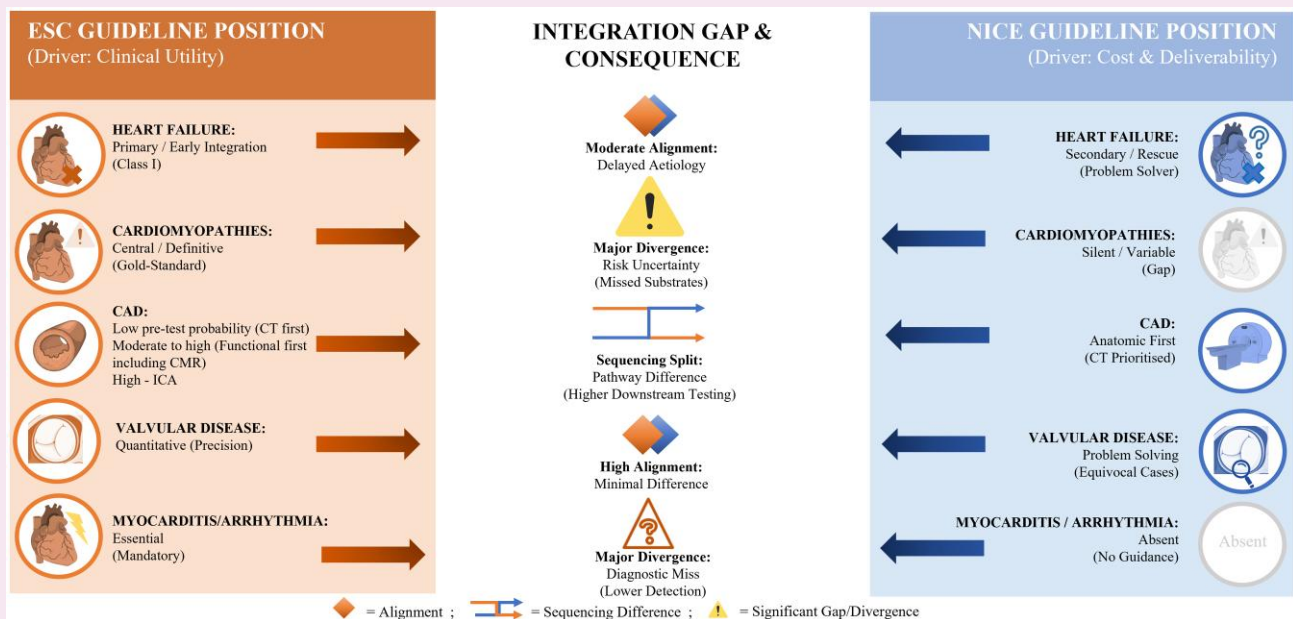 ESC GUIDELINE POSITION
(Driver: Clinical Utility)
HEART FAILURE:
Primary / Early Integration
(Class I)
CARDIOMYOPATHIES:
Central / Definitive
(Gold-Standard)
CAD:
Low pre-test probability (CT first)
Moderate to high (Functional first
including CMR)
High - ICA
VALVULAR DISEASE:
Quantitative (Precision)
MYOCARDITIS/ARRHYTHMIA:
Essential
(Mandatory)
INTEGRATION GAP &
CONSEQUENCE
Moderate Alignment:
Delayed Aetiology
Major Divergence:
Risk Uncertainty
(Missed Substrates)
Sequencing Split:
Pathway Difference
(Higher Downstream Testing)
High Alignment:
Minimal Difference
Major Divergence:
Diagnostic Miss
(Lower Detection)
NICE GUIDELINE POSITION
(Driver: Cost & Deliverability)
HEART FAILURE:
Secondary / Rescue
(Problem Solver)
CARDIOMYOPATHIES:
Silent / Variable
(Gap)
CAD:
Anatomic First
(CT Prioritised)
VALVULAR DISEASE:
Problem Solving
(Equivocal Cases)
MYOCARDITIS / ARRHYTHMIA:
Absent
(No Guidance)
Absent
= Alignment ; = Sequencing Difference ; = Significant Gap/Divergence